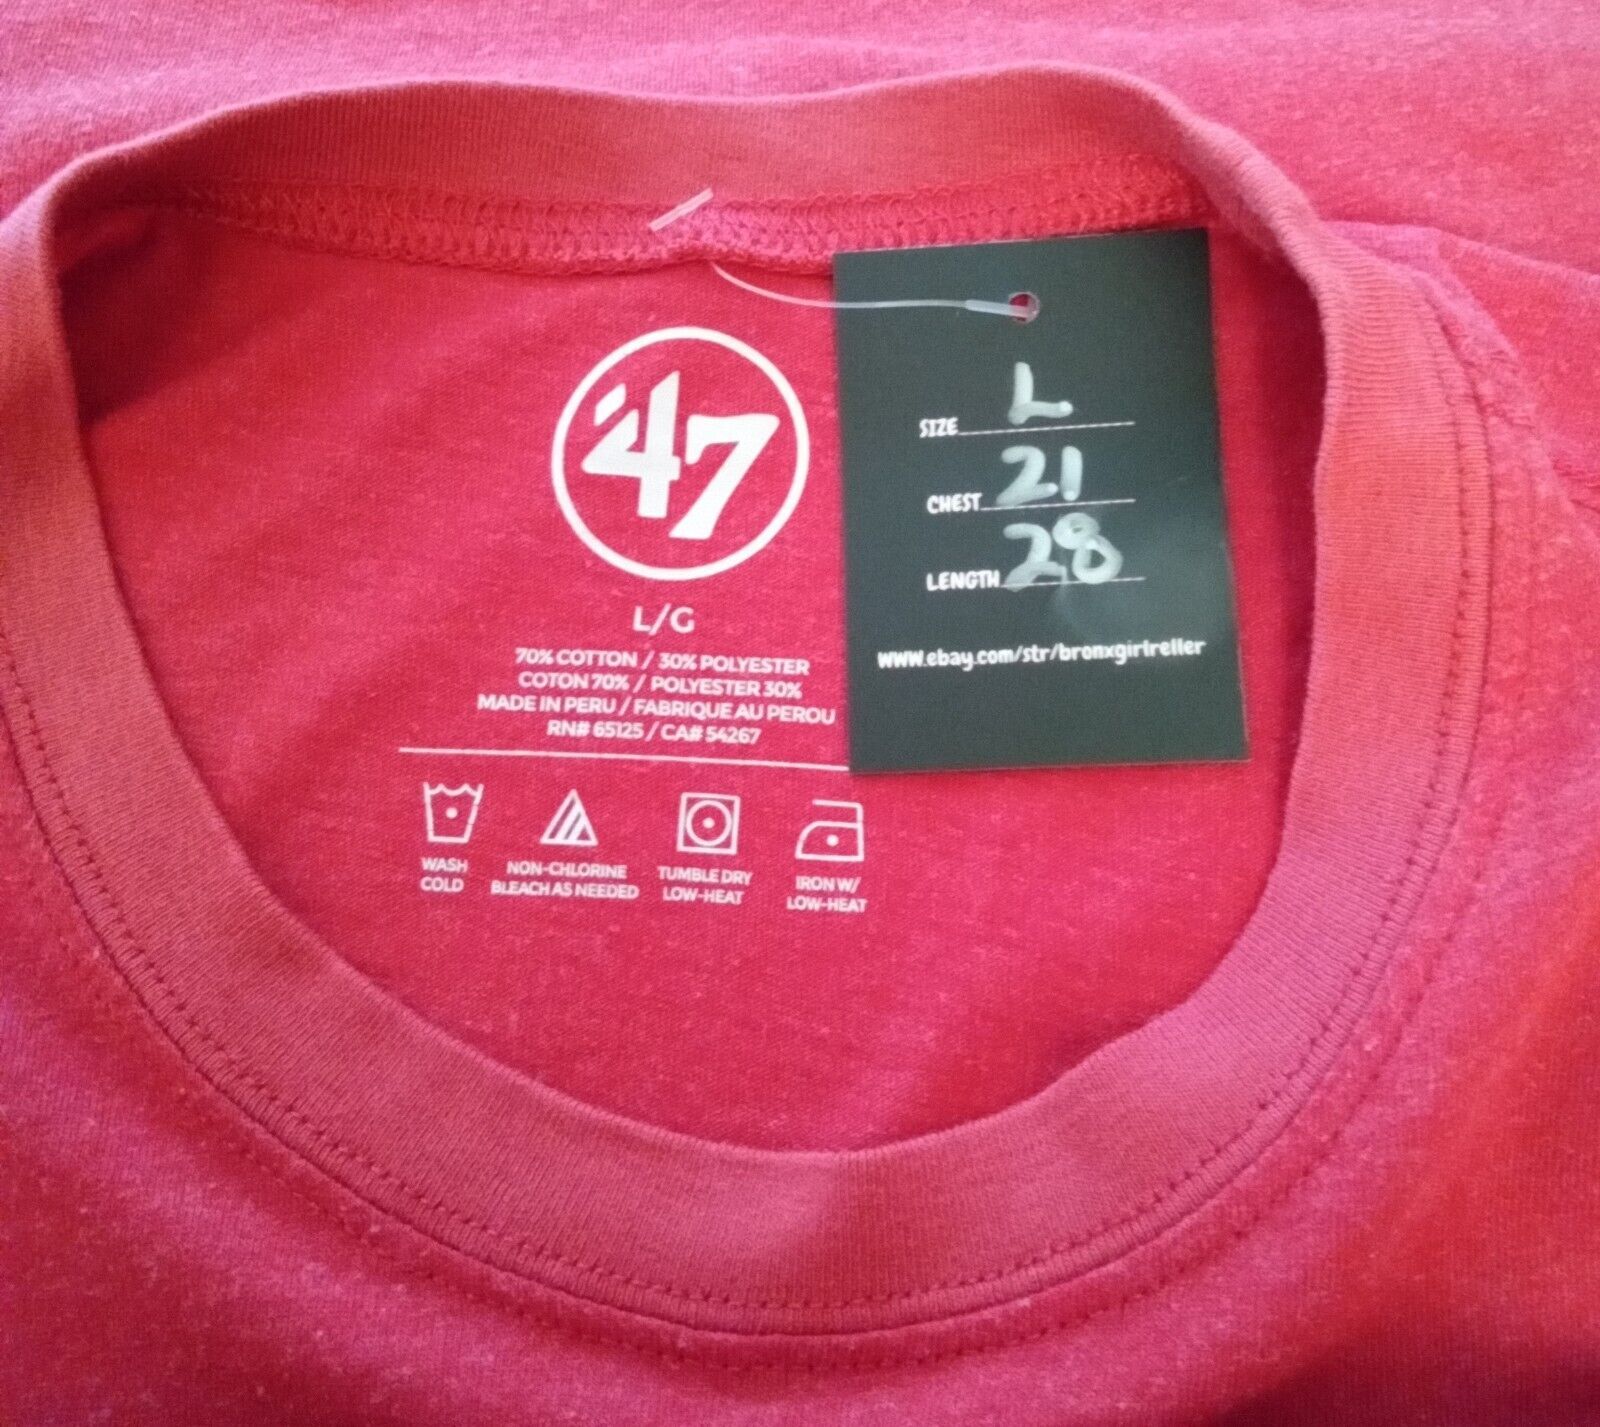 '47
L/G
70% COTTON / 30% POLYESTER
COTON 70% / POLYESTER 30%
MADE IN PERU / FABRIQUE AU PEROU
RN# 65125 / CA# 54267
WASH
COLD
NON-CHLORINE
BLEACH AS NEEDED
TUMBLE DRY
LOW-HEAT
IRON W/
LOW-HEAT
SIZE L
CHEST 21
LENGTH 28
www.ebay.com/str/bronxgirlreller